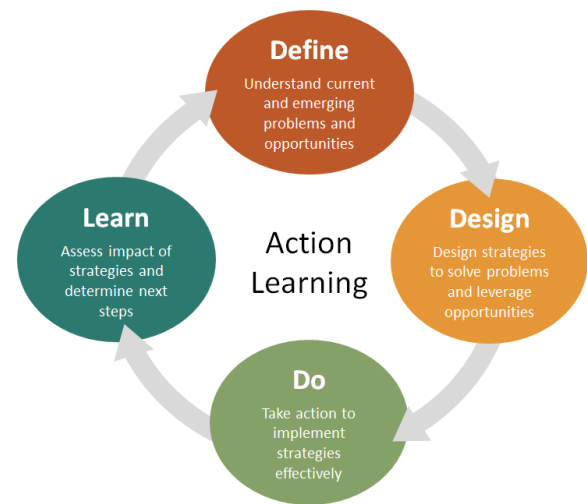 Define
Understand current
and emerging
problems and
opportunities
Learn
Assess impact of
strategies and
determine next
steps
Action
Learning
Design
Design strategies
to solve problems
and leverage
opportunities
Do
Take action to
implement
strategies
effectively